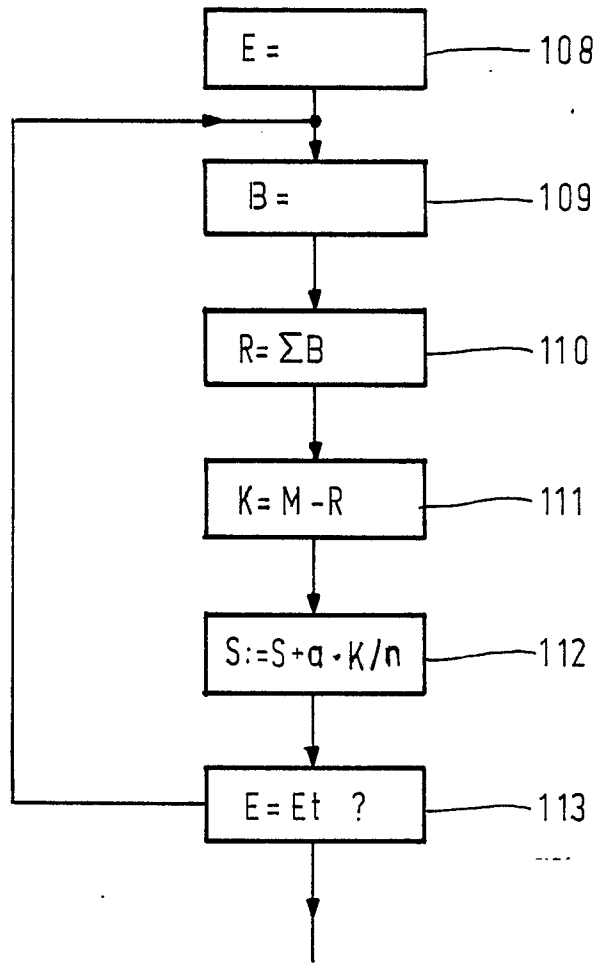 E =
108
B =
109
R = ΣB
110
K = M - R
111
S := S + a · K/n
112
E = Et ?
113